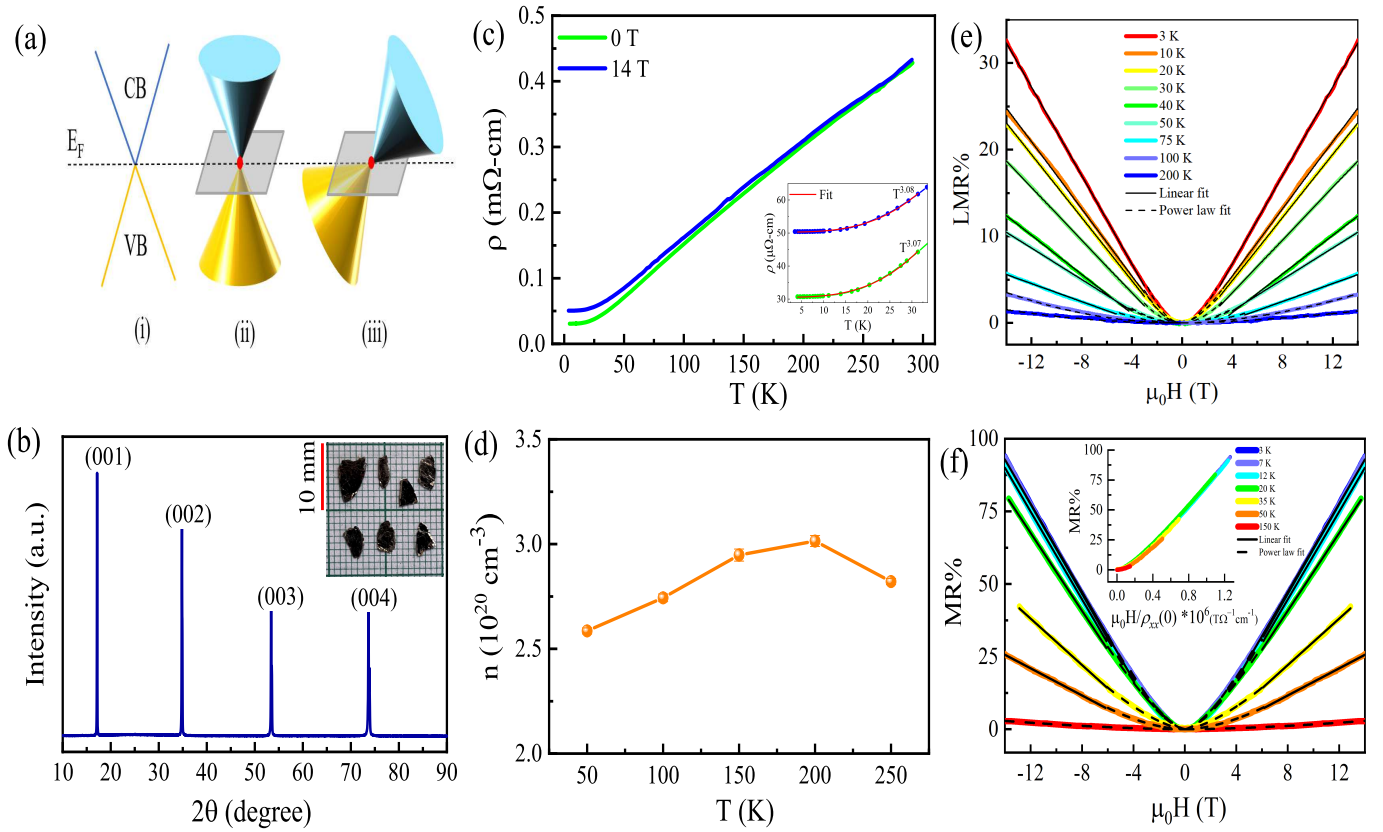 (a)
CB
E_F
VB
(i)
(ii)
(iii)
(b)
Intensity (a.u.)
(001)
(002)
(003)
(004)
10 mm
10 20 30 40 50 60 70 80 90
2θ (degree)
(c)
ρ (mΩ-cm)
0.5
0.4
0.3
0.2
0.1
0.0
0 T
14 T
0 50 100 150 200 250 300
T (K)
ρ (μΩ-cm)
60
50
40
30
Fit
T^3.08
T^3.07
5 10 15 20 25 30
T (K)
(d)
n (10^20 cm^-3)
3.5
3.0
2.5
2.0
50 100 150 200 250
T (K)
(e)
LMR%
30
20
10
0
3 K
10 K
20 K
30 K
40 K
50 K
75 K
100 K
200 K
Linear fit
Power law fit
-12 -8 -4 0 4 8 12
μ₀H (T)
(f)
MR%
100
75
50
25
0
MR%
100
75
50
25
0
0.0 0.4 0.8 1.2
μ₀H/ρ_xx(0) *10^6 (TΩ^-1cm^-1)
3 K
7 K
12 K
20 K
35 K
50 K
150 K
Linear fit
Power law fit
-12 -8 -4 0 4 8 12
μ₀H (T)